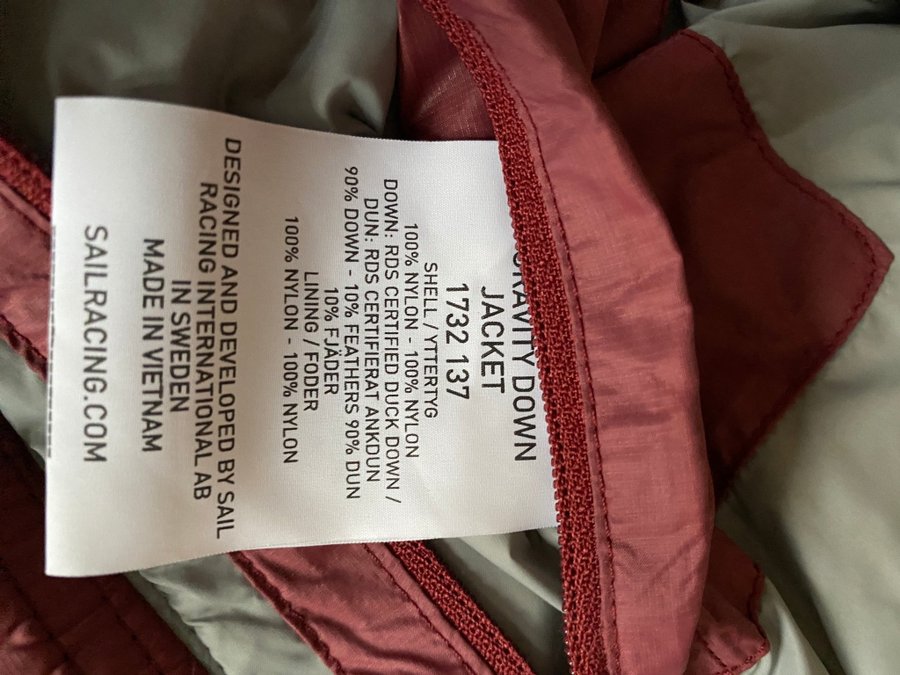 GRAVITY DOWN
JACKET
1732 137
SHELL / YTTERTYG
100% NYLON - 100% NYLON
DOWN: RDS CERTIFIED DUCK DOWN /
DUN: RDS CERTIFIERAT ANKDUN
90% DOWN - 10% FEATHERS 90% DUN
10% FJÄDER
LINING / FODER
100% NYLON - 100% NYLON
DESIGNED AND DEVELOPED BY SAIL
RACING INTERNATIONAL AB
IN SWEDEN
MADE IN VIETNAM
SAILRACING.COM